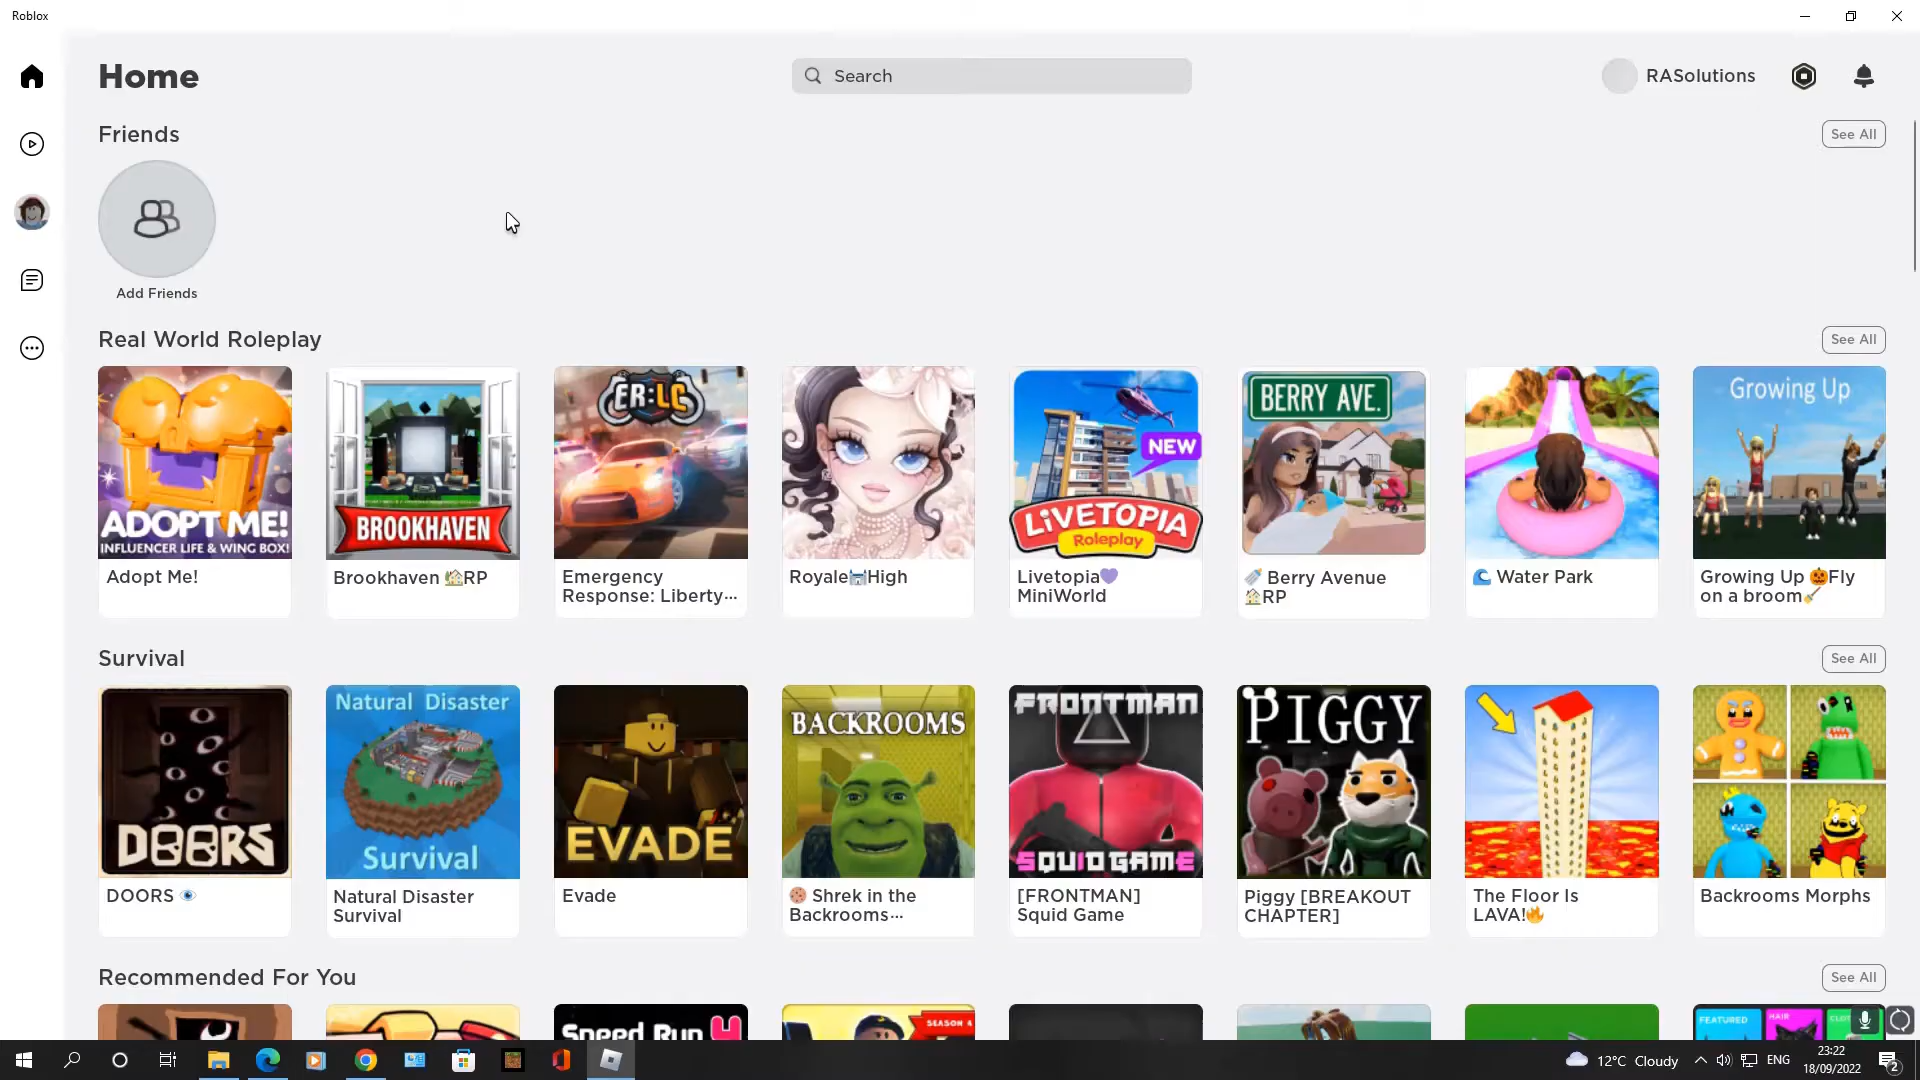 Roblox
Home
Search
RASolutions
Friends
See All
Add Friends
Real World Roleplay
See All
ADOPT ME!
INFLUENCER LIFE & WING BOX!
BROOKHAVEN
ER:LC
NEW
LIVETOPIA
Roleplay
BERRY AVE.
Growing Up
Adopt Me!
Brookhaven 🏡RP
Emergency
Response: Liberty...
Royale🏰High
Livetopia💜
MiniWorld
🍼 Berry Avenue
🏠RP
🌊 Water Park
Growing Up 🎃Fly
on a broom🧹
Survival
See All
DOORS
Natural Disaster
Survival
EVADE
BACKROOMS
FRONTMAN
SQUID GAME
PIGGY
DOORS 👁️
Natural Disaster
Survival
Evade
🍪 Shrek in the
Backrooms...
[FRONTMAN]
Squid Game
Piggy [BREAKOUT
CHAPTER]
The Floor Is
LAVA!🔥
Backrooms Morphs
Recommended For You
See All
Speed Run 4
SEASON 4
FEATURED
HAIR
12°C Cloudy
ENG
23:22
18/09/2022
2